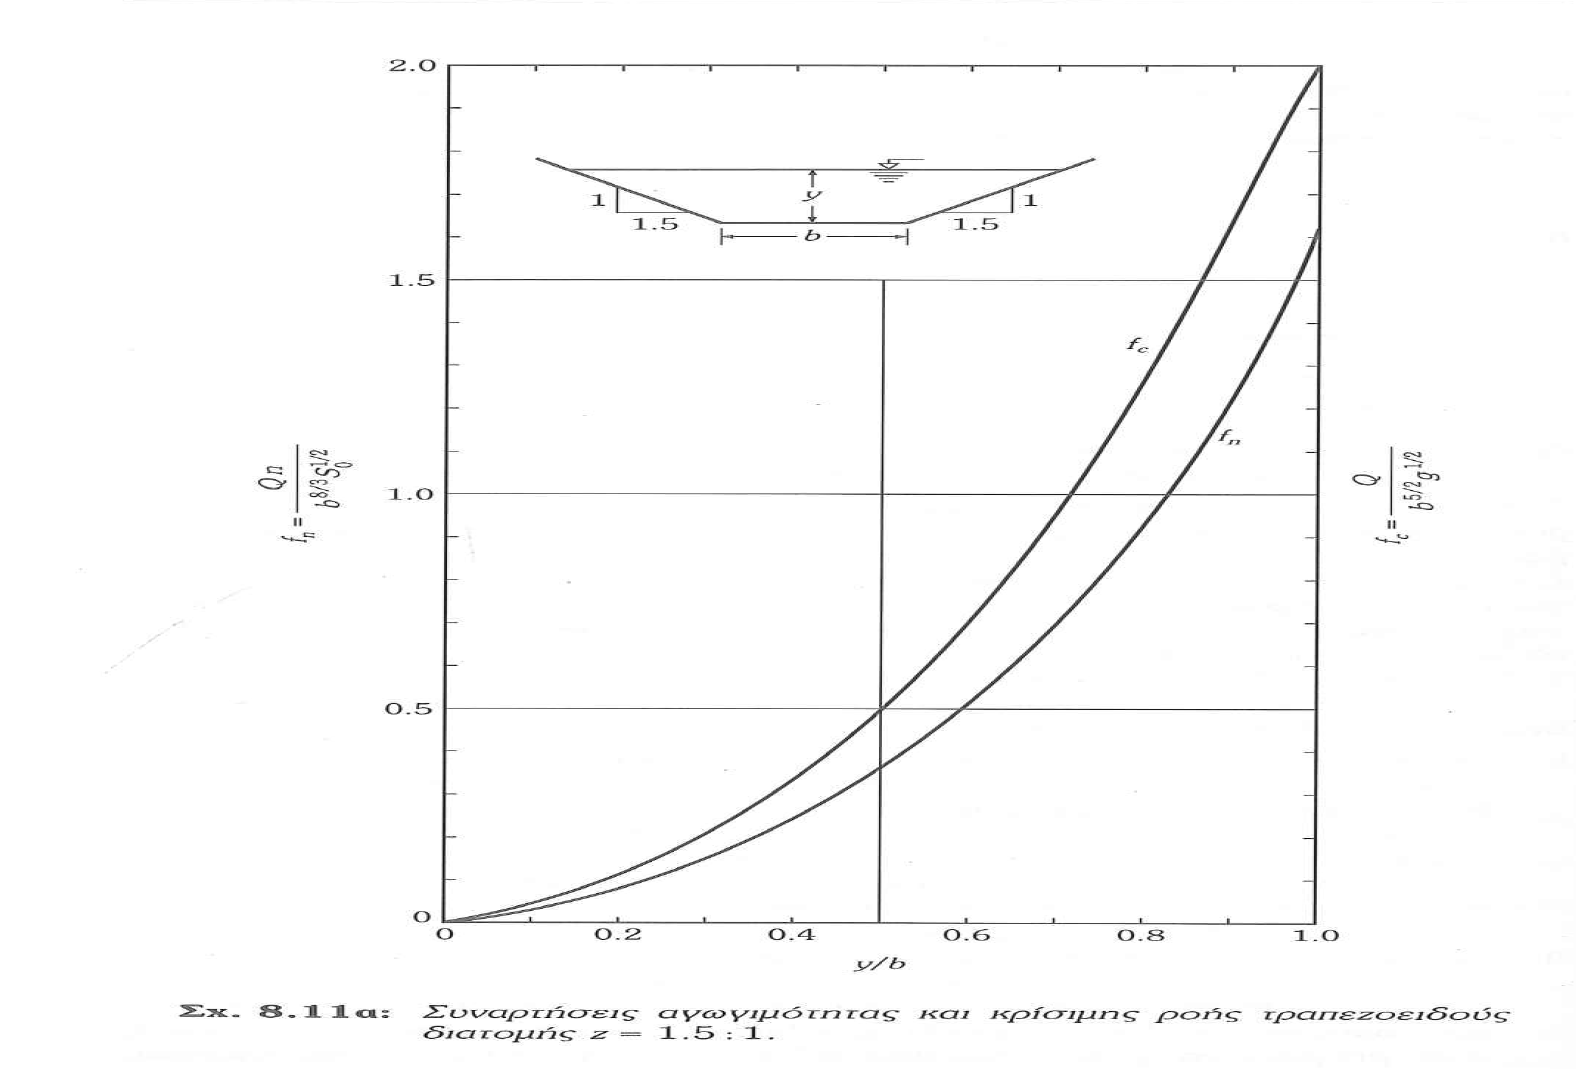 2.0
1
y
1
1.5
b
1.5
1.5
f_c
f_n
f_n = Qn / b^{8/3} S_0^{1/2}
1.0
f_c = Q / b^{5/2} g^{1/2}
0.5
0
0 0.2 0.4 0.6 0.8 1.0
y/b
Σχ. 8.11α: Συναρτήσεις αγωγιμότητας και κρίσιμης ροής τραπεζοειδούς
διατομής z = 1.5 : 1.